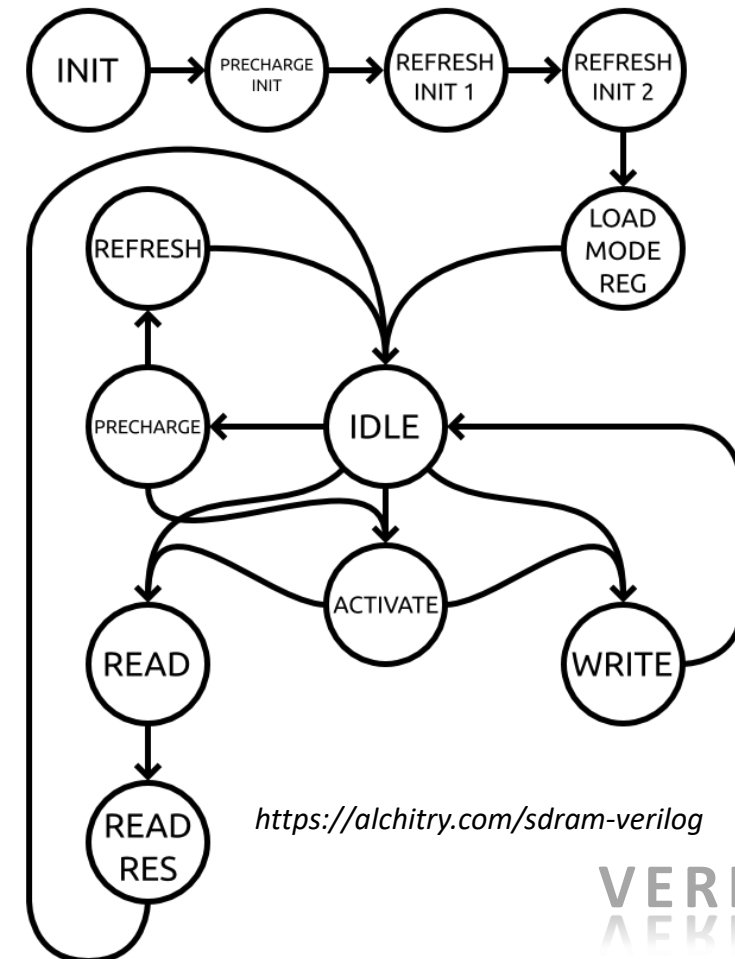 INIT
PRECHARGE
INIT
REFRESH
INIT 1
REFRESH
INIT 2
LOAD
MODE
REG
REFRESH
PRECHARGE
IDLE
ACTIVATE
READ
WRITE
READ
RES
https://alchitry.com/sdram-verilog
VERI